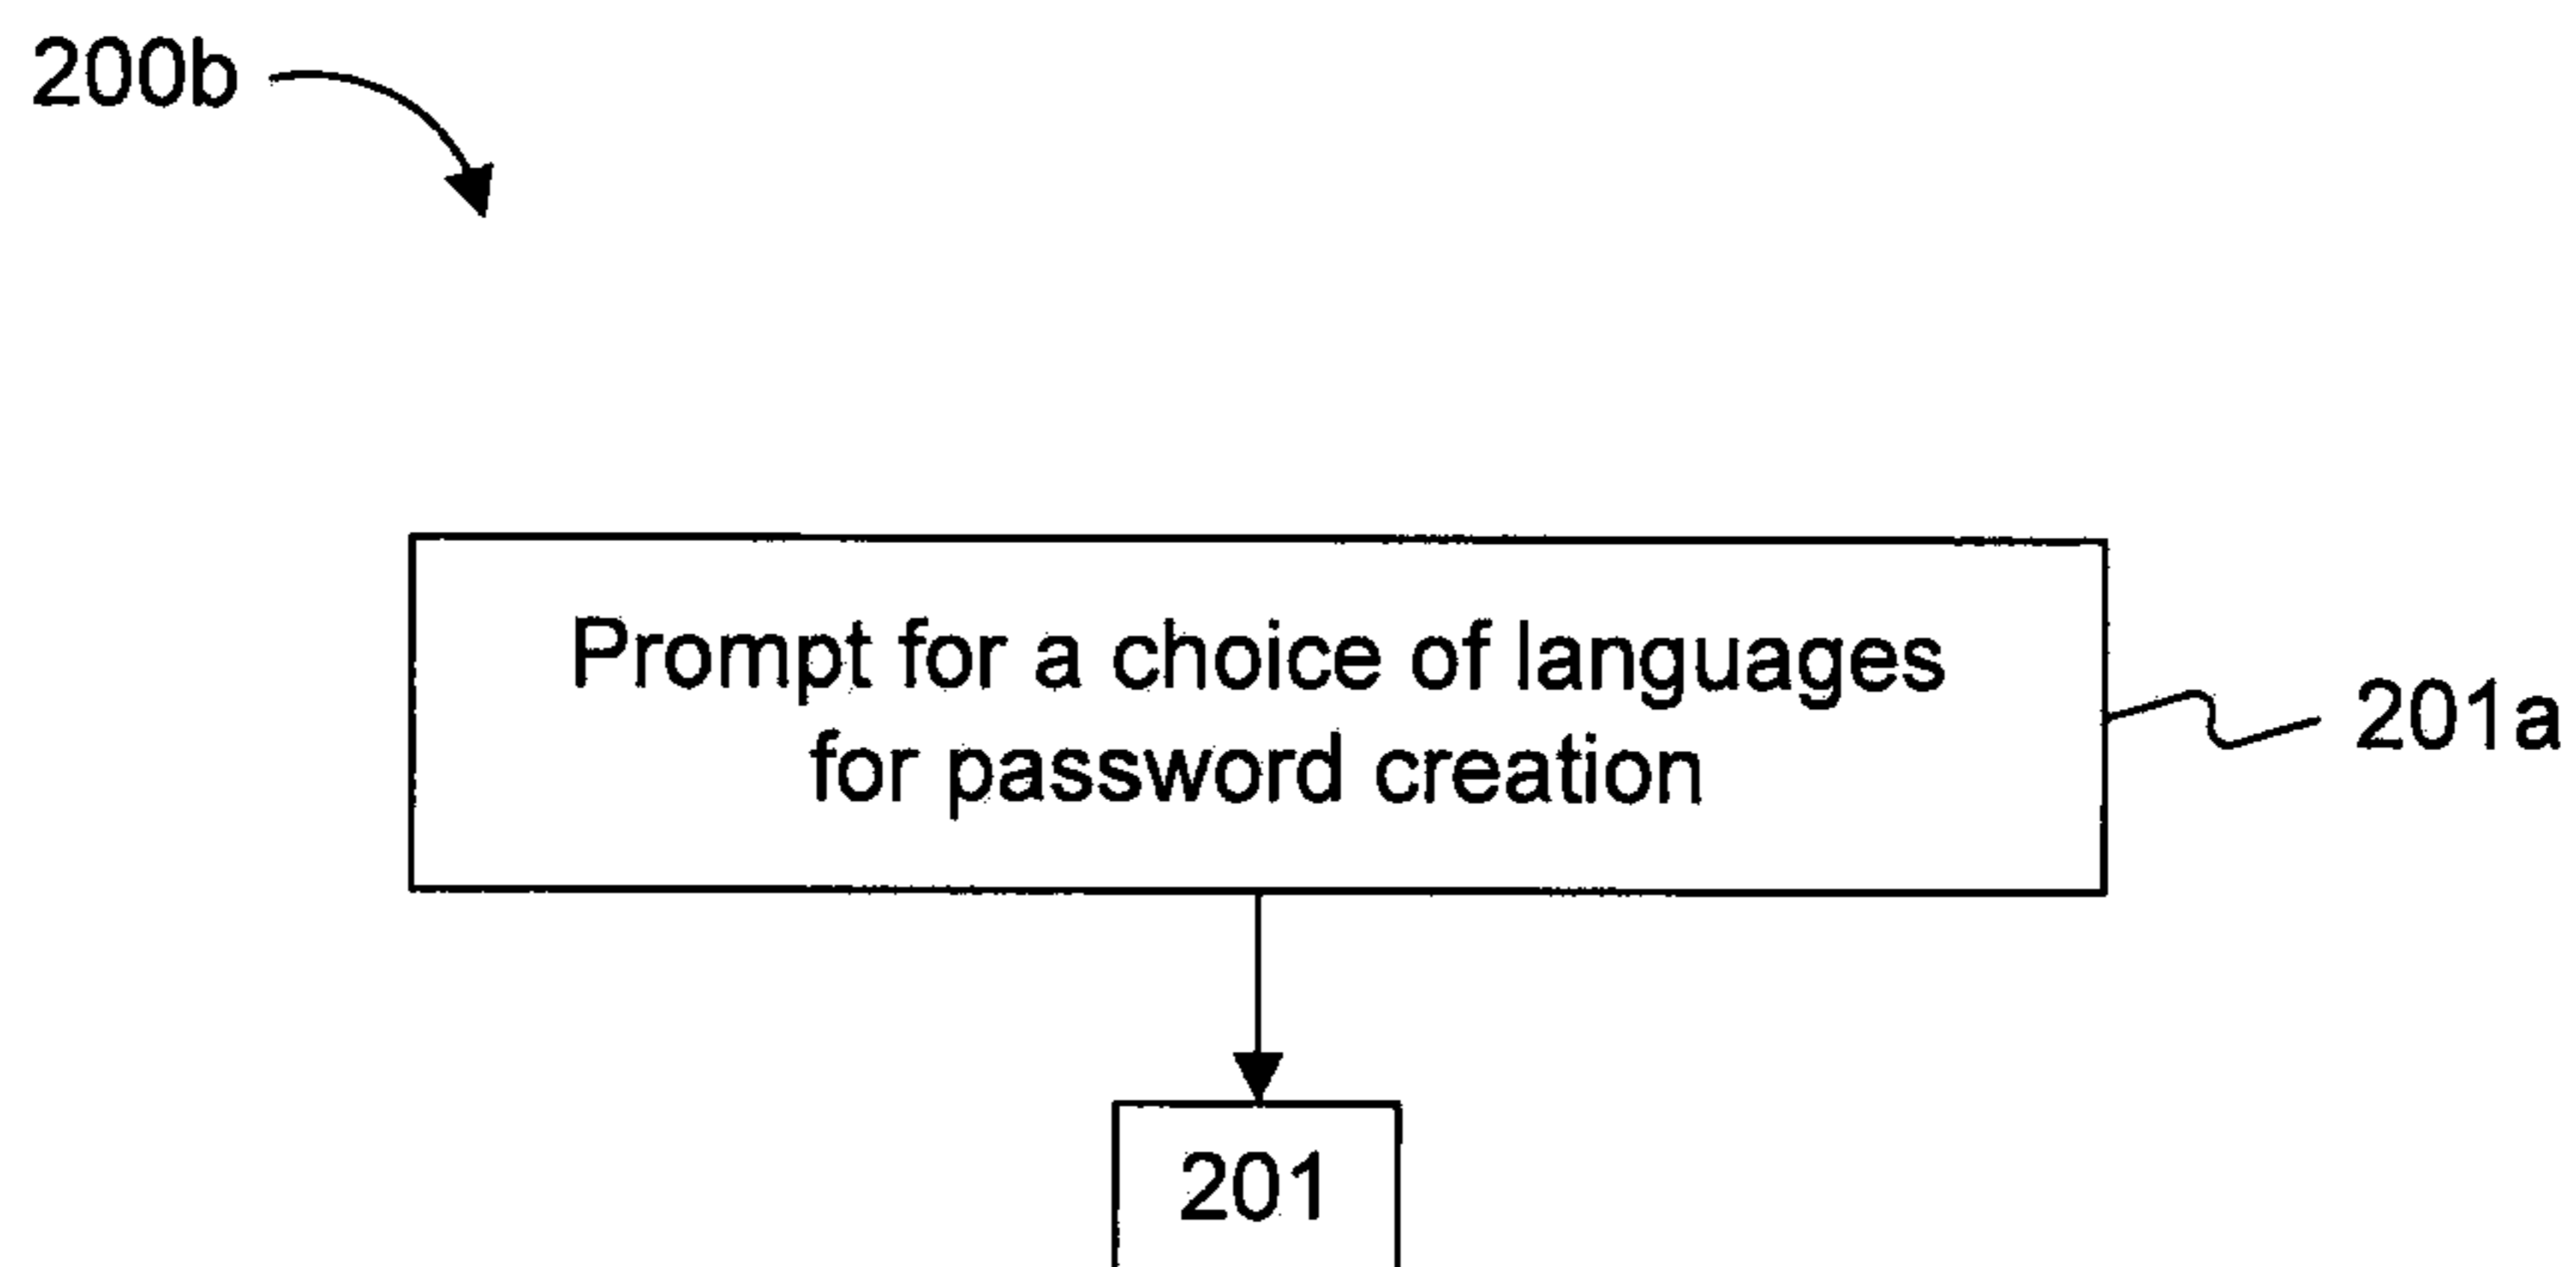 200b
Prompt for a choice of languages
for password creation
201a
201